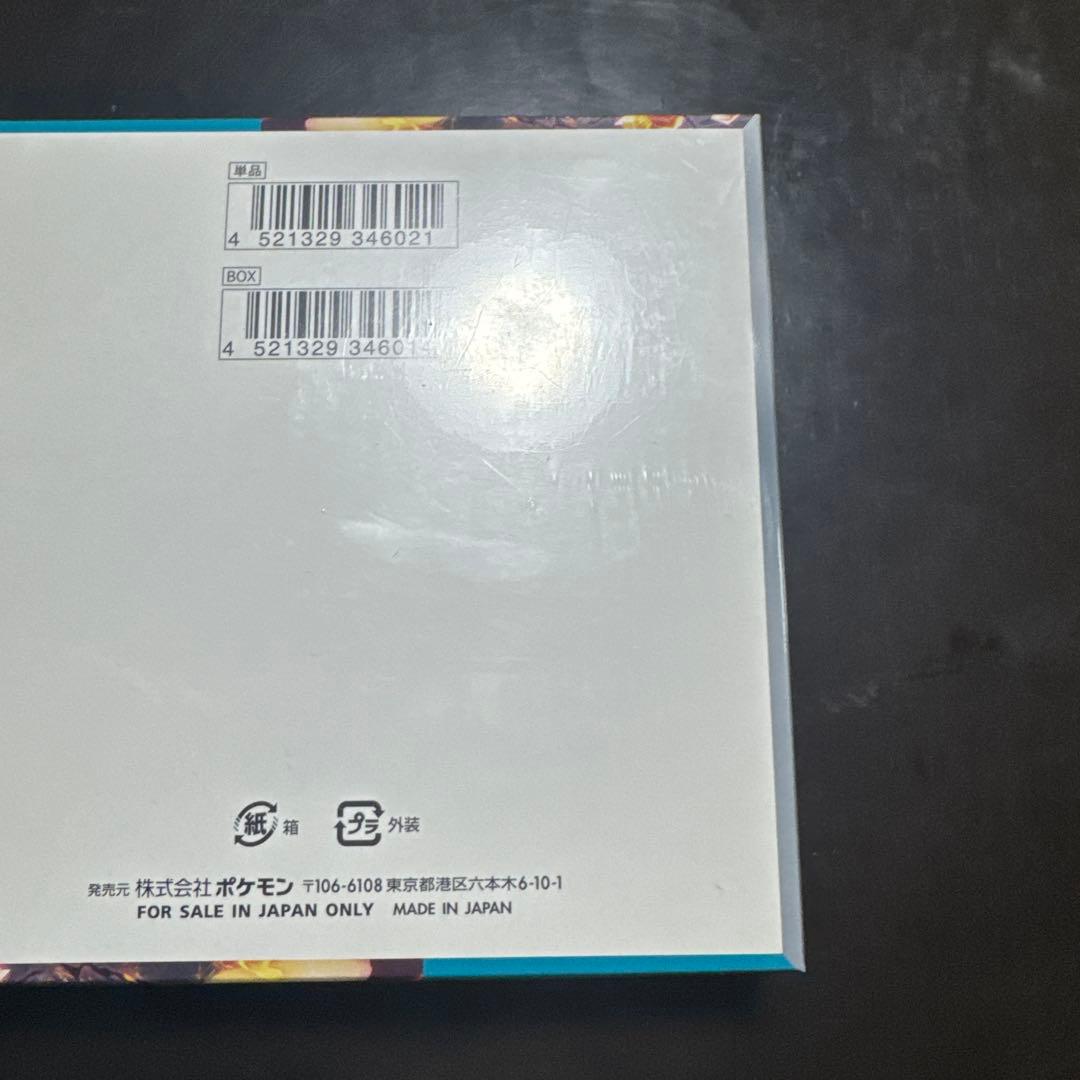 単品
4 521329 346021
BOX
4 521329 346014
紙 箱
プラ 外装
発売元 株式会社ポケモン 〒106-6108 東京都港区六本木6-10-1
FOR SALE IN JAPAN ONLY MADE IN JAPAN